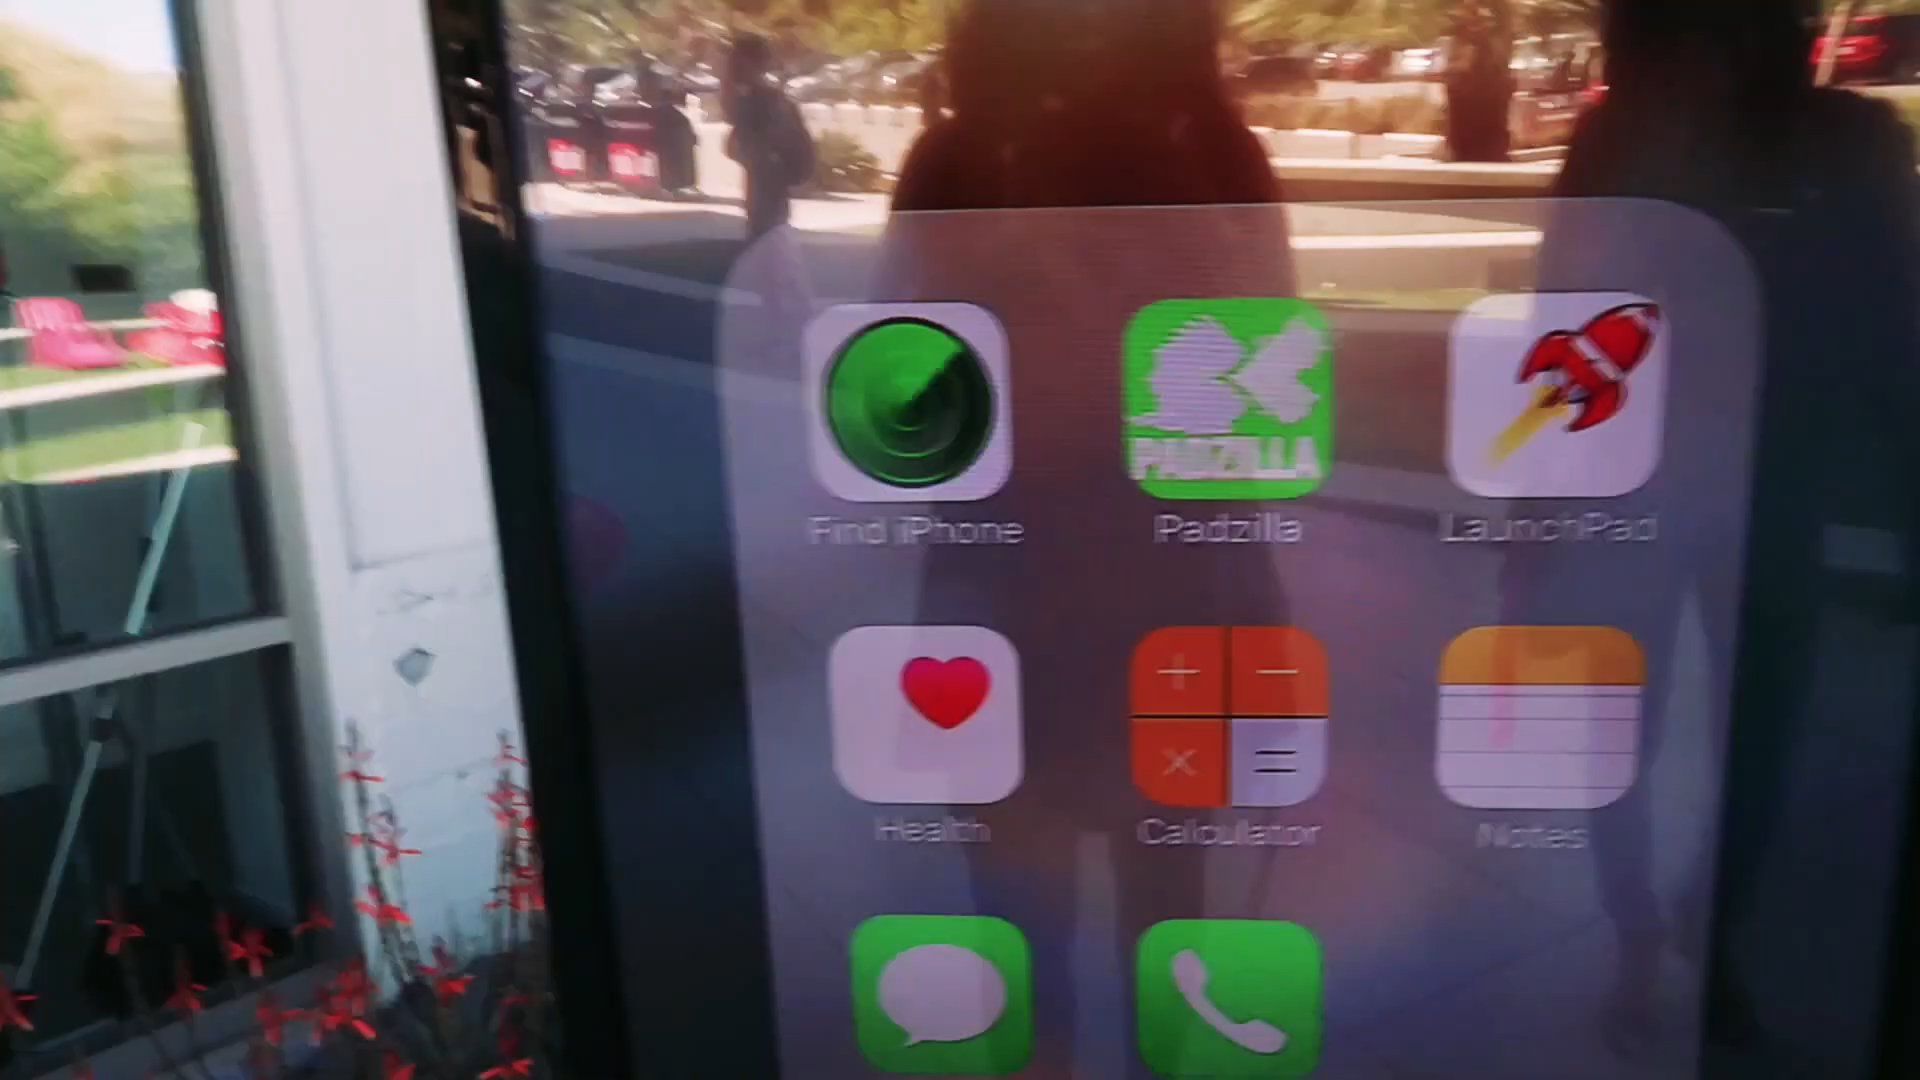 PADZILLA
Find iPhone
Padzilla
LaunchPad
Health
Calculator
Notes